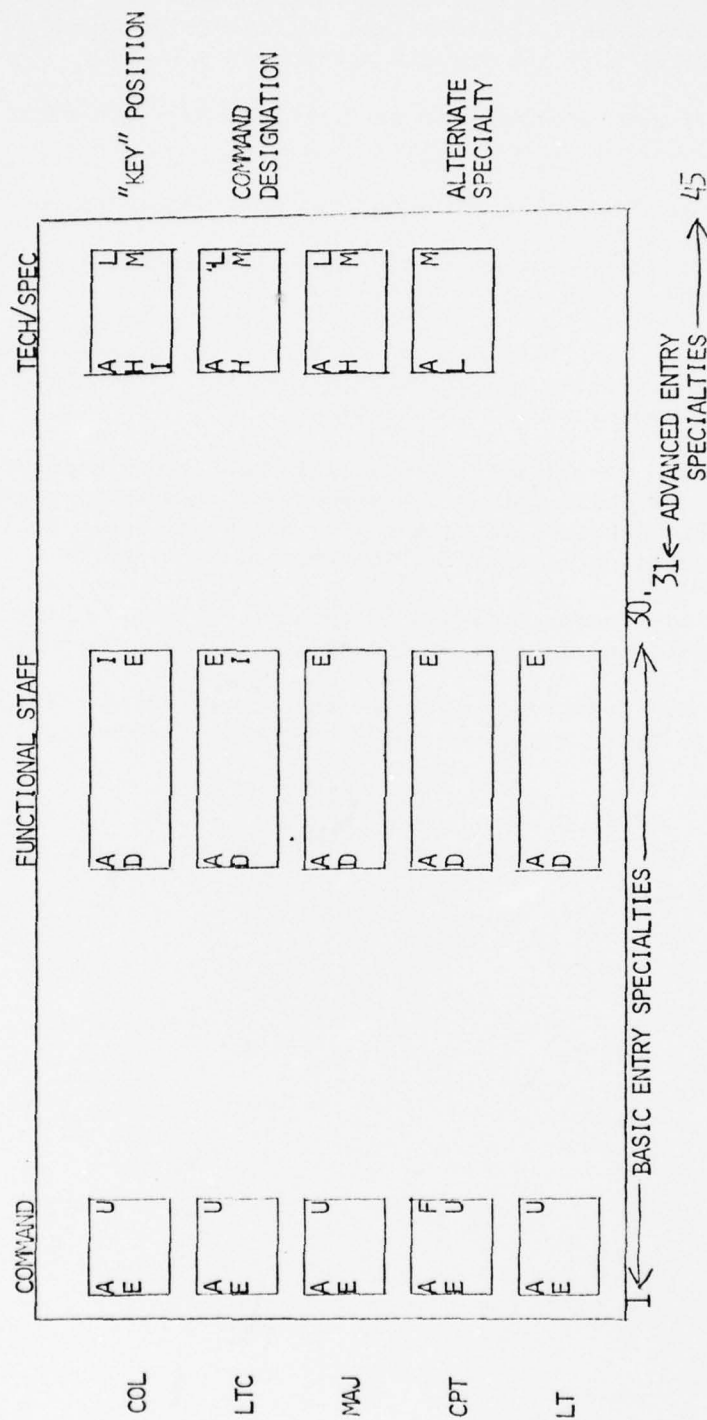 COMMAND FUNCTIONAL STAFF TECH/SPEC
COL A U A I A L "KEY" POSITION
E D E H M
I
LTC A U A E A L COMMAND
E D I H M DESIGNATION
MAJ A U A E A L
E D H M
CPT A F A E A M ALTERNATE
E U D L SPECIALTY
LT A U A E
E D
1 ← BASIC ENTRY SPECIALTIES → 30,
31 ← ADVANCED ENTRY
SPECIALTIES → 45